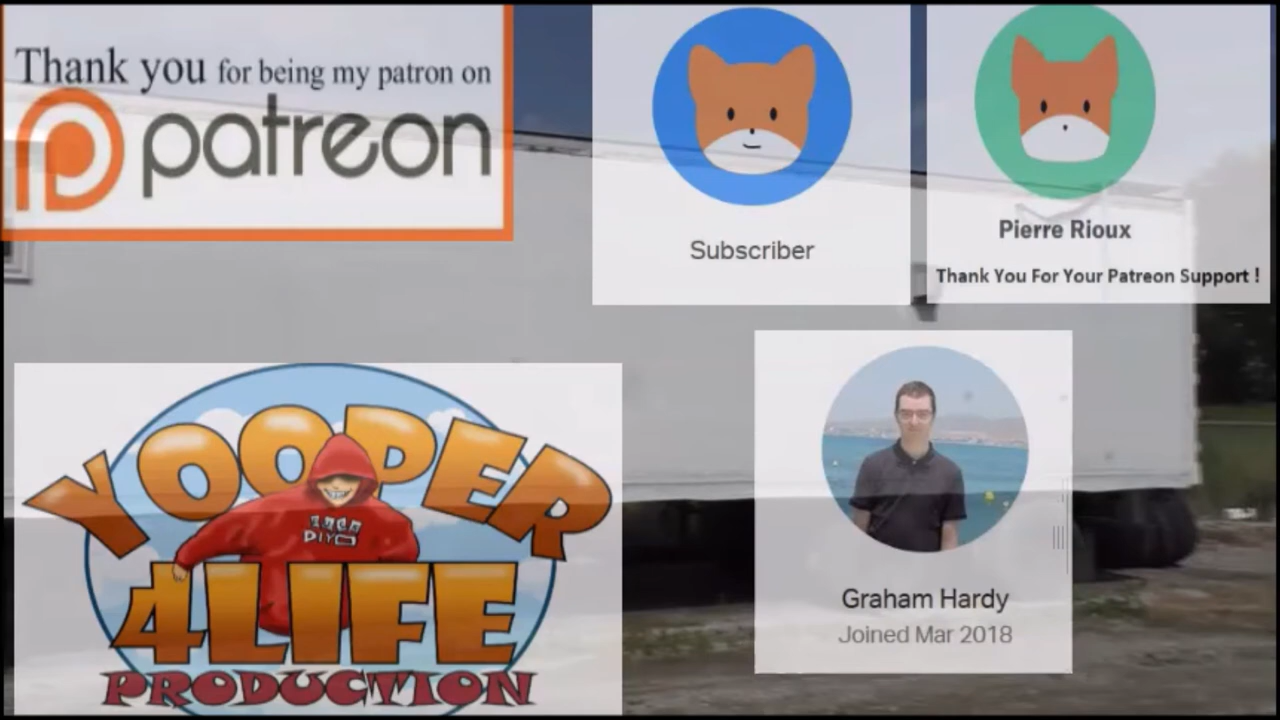 Thank you for being my patron on
patreon
Subscriber
Pierre Rioux
Thank You For Your Patreon Support !
YOOPER
4LIFE
PRODUCTION
DIY
Graham Hardy
Joined Mar 2018